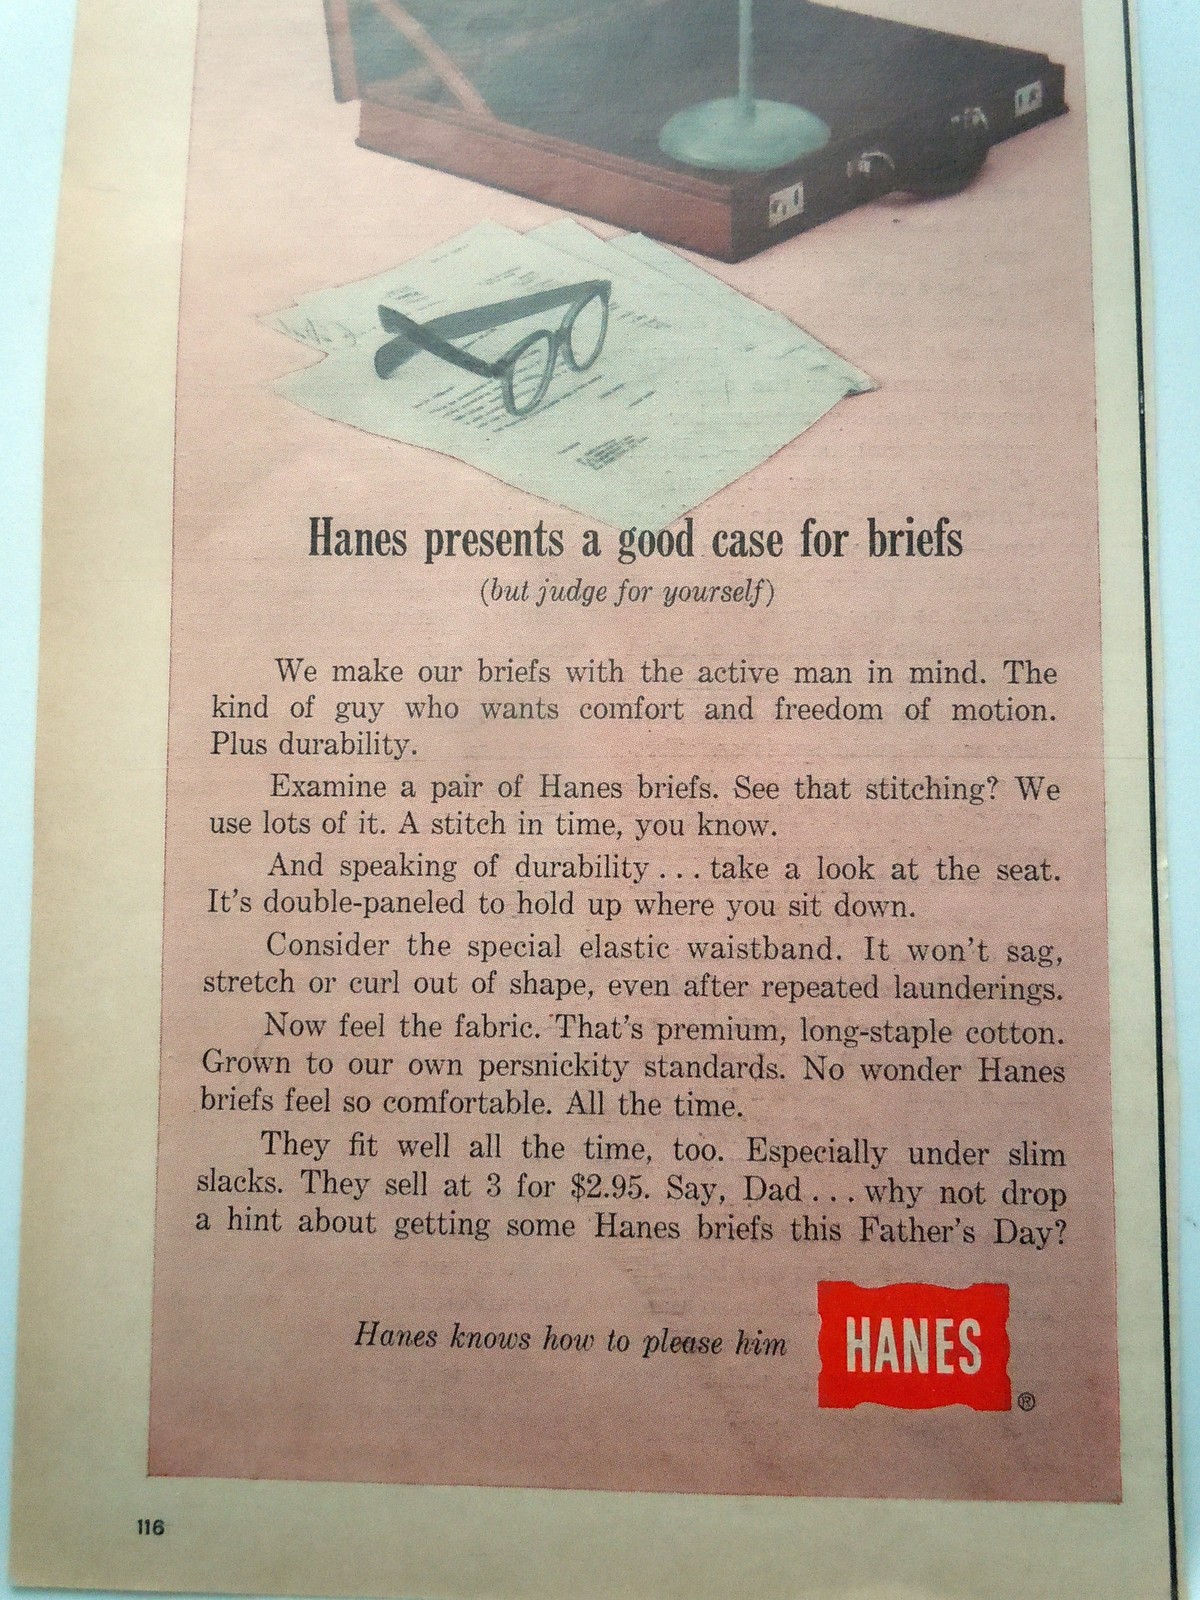 Hanes presents a good case for briefs
(but judge for yourself)
We make our briefs with the active man in mind. The
kind of guy who wants comfort and freedom of motion.
Plus durability.
Examine a pair of Hanes briefs. See that stitching? We
use lots of it. A stitch in time, you know.
And speaking of durability . . . take a look at the seat.
It's double-paneled to hold up where you sit down.
Consider the special elastic waistband. It won't sag,
stretch or curl out of shape, even after repeated launderings.
Now feel the fabric. That's premium, long-staple cotton.
Grown to our own persnickity standards. No wonder Hanes
briefs feel so comfortable. All the time.
They fit well all the time, too. Especially under slim
slacks. They sell at 3 for $2.95. Say, Dad . . . why not drop
a hint about getting some Hanes briefs this Father's Day?
Hanes knows how to please him
HANES
®
116